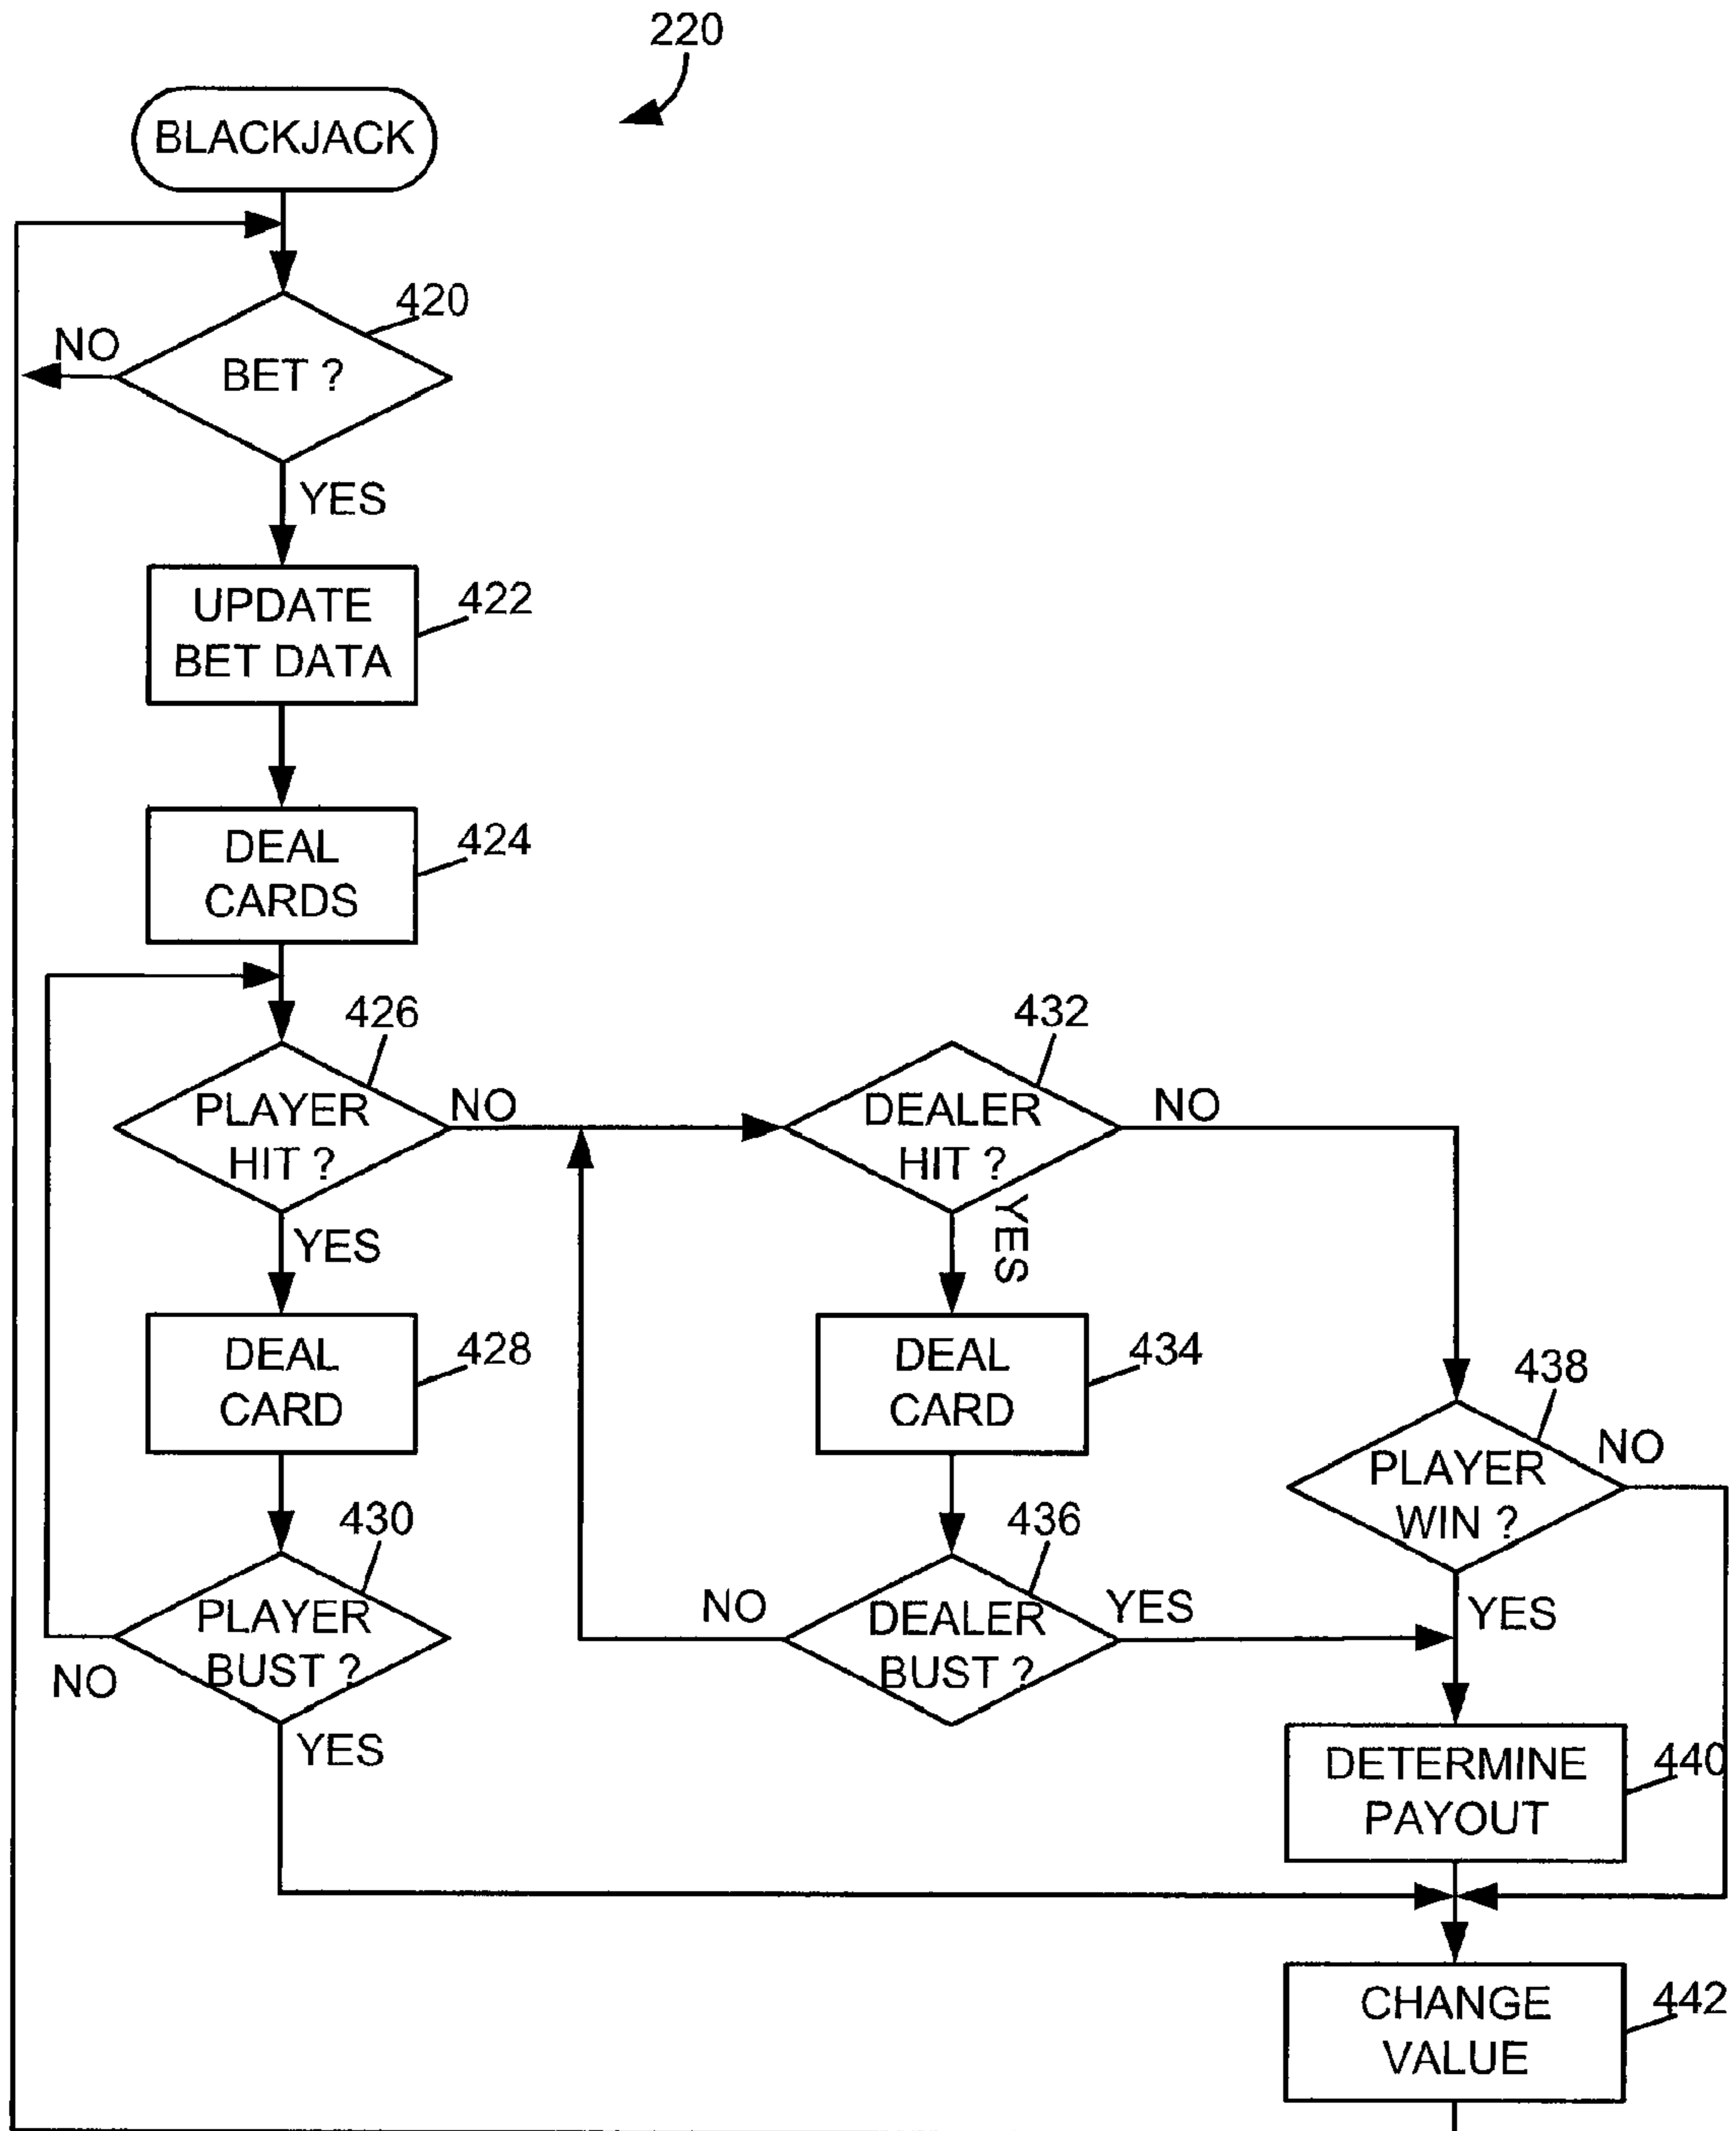 220
BLACKJACK
420
NO
BET ?
YES
UPDATE
BET DATA
422
DEAL
CARDS
424
426
PLAYER
HIT ?
NO
YES
DEAL
CARD
428
430
PLAYER
BUST ?
NO
YES
432
DEALER
HIT ?
NO
YES
DEAL
CARD
434
436
DEALER
BUST ?
NO
YES
438
PLAYER
WIN ?
NO
YES
DETERMINE
PAYOUT
440
CHANGE
VALUE
442